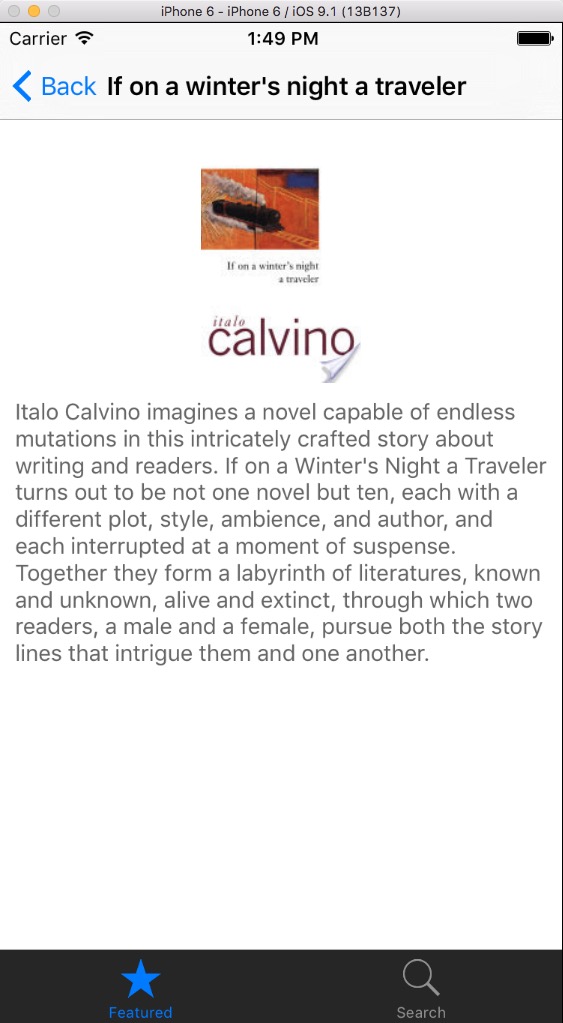 iPhone 6 - iPhone 6 / iOS 9.1 (13B137)
Carrier 1:49 PM
Back If on a winter's night a traveler
If on a winter's night
a traveler
italo
calvino
Italo Calvino imagines a novel capable of endless
mutations in this intricately crafted story about
writing and readers. If on a Winter's Night a Traveler
turns out to be not one novel but ten, each with a
different plot, style, ambience, and author, and
each interrupted at a moment of suspense.
Together they form a labyrinth of literatures, known
and unknown, alive and extinct, through which two
readers, a male and a female, pursue both the story
lines that intrigue them and one another.
Featured Search